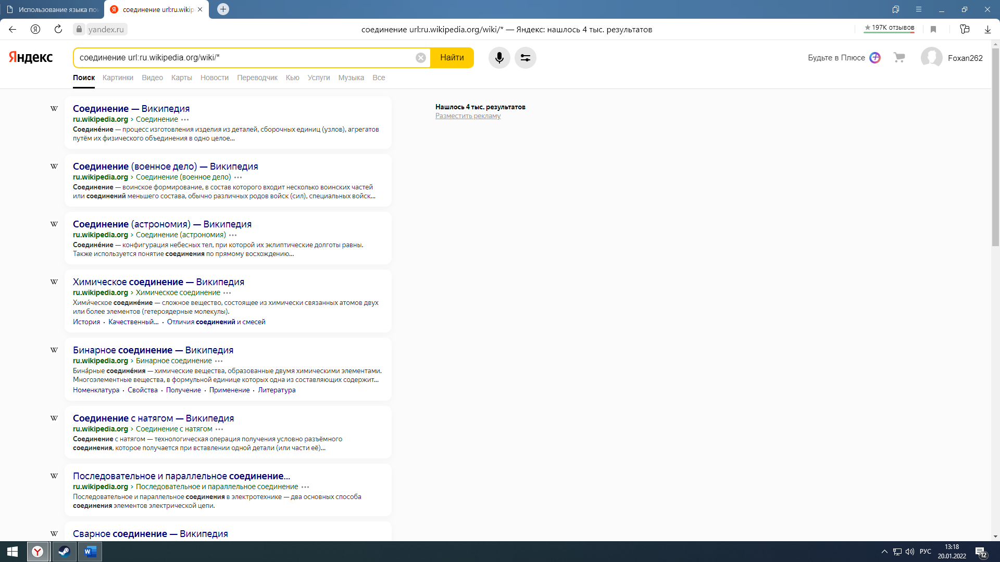 Использование языка по
соединение url:ru.wikip
yandex.ru
соединение url:ru.wikipedia.org/wiki/* — Яндекс: нашлось 4 тыс. результатов
★ 197K отзывов
Яндекс
соединение url:ru.wikipedia.org/wiki/*
Найти
Будьте в Плюсе
Foxan262
Поиск Картинки Видео Карты Новости Переводчик Кью Услуги Музыка Все
Соединение — Википедия
ru.wikipedia.org › Соединение
Соедине́ние — процесс изготовления изделия из деталей, сборочных единиц (узлов), агрегатов
путём их физического объединения в одно целое...
Нашлось 4 тыс. результатов
Разместить рекламу
Соединение (военное дело) — Википедия
ru.wikipedia.org › Соединение (военное дело)
Соединение — воинское формирование, в состав которого входит несколько воинских частей
или соединений меньшего состава, обычно различных родов войск (сил), специальных войск...
Соединение (астрономия) — Википедия
ru.wikipedia.org › Соединение (астрономия)
Соедине́ние — конфигурация небесных тел, при которой их эклиптические долготы равны.
Также используется понятие соединения по прямому восхождению...
Химическое соединение — Википедия
ru.wikipedia.org › Химическое соединение
Хими́ческое соедине́ние — сложное вещество, состоящее из химически связанных атомов двух
или более элементов (гетероядерные молекулы).
История · Качественный... · Отличия соединений и смесей
Бинарное соединение — Википедия
ru.wikipedia.org › Бинарное соединение
Бина́рные соедине́ния — химические вещества, образованные двумя химическими элементами.
Многоэлементные вещества, в формульной единице которых одна из составляющих содержит...
Номенклатура · Свойства · Получение · Применение · Литература
Соединение с натягом — Википедия
ru.wikipedia.org › Соединение с натягом
Соединение с натягом — технологическая операция получения условно разъёмного
соединения, которое получается при вставлении одной детали (или части её)...
Последовательное и параллельное соединение...
ru.wikipedia.org › Последовательное и параллельное соединение
Последовательное и параллельное соединения в электротехнике — два основных способа
соединения элементов электрической цепи.
Сварное соединение — Википедия
РУС
13:18
20.01.2022
12